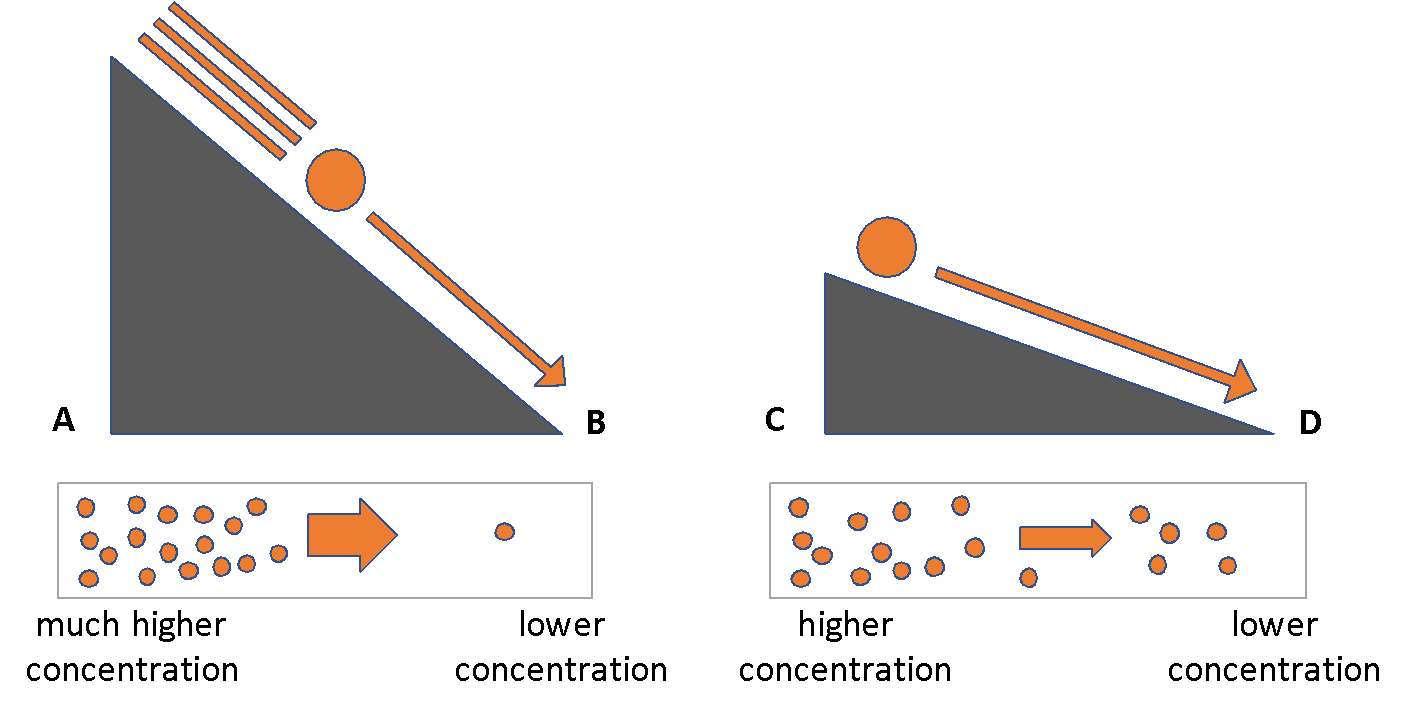 A
B
C
D
much higher
concentration
lower
concentration
higher
concentration
lower
concentration